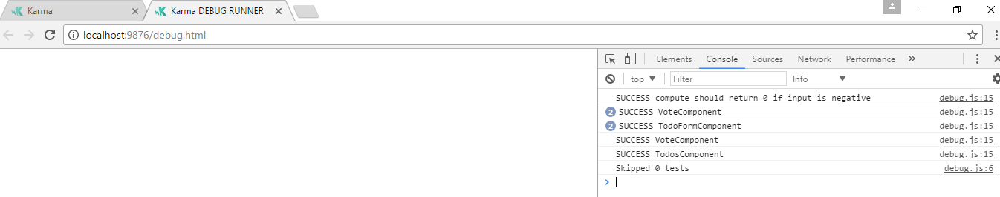 Karma
Karma DEBUG RUNNER
localhost:9876/debug.html
Elements Console Sources Network Performance »
top ▼ Filter Info ▼
SUCCESS compute should return 0 if input is negative debug.js:15
2 SUCCESS VoteComponent debug.js:15
2 SUCCESS TodoFormComponent debug.js:15
SUCCESS VoteComponent debug.js:15
SUCCESS TodosComponent debug.js:15
Skipped 0 tests debug.js:6
>